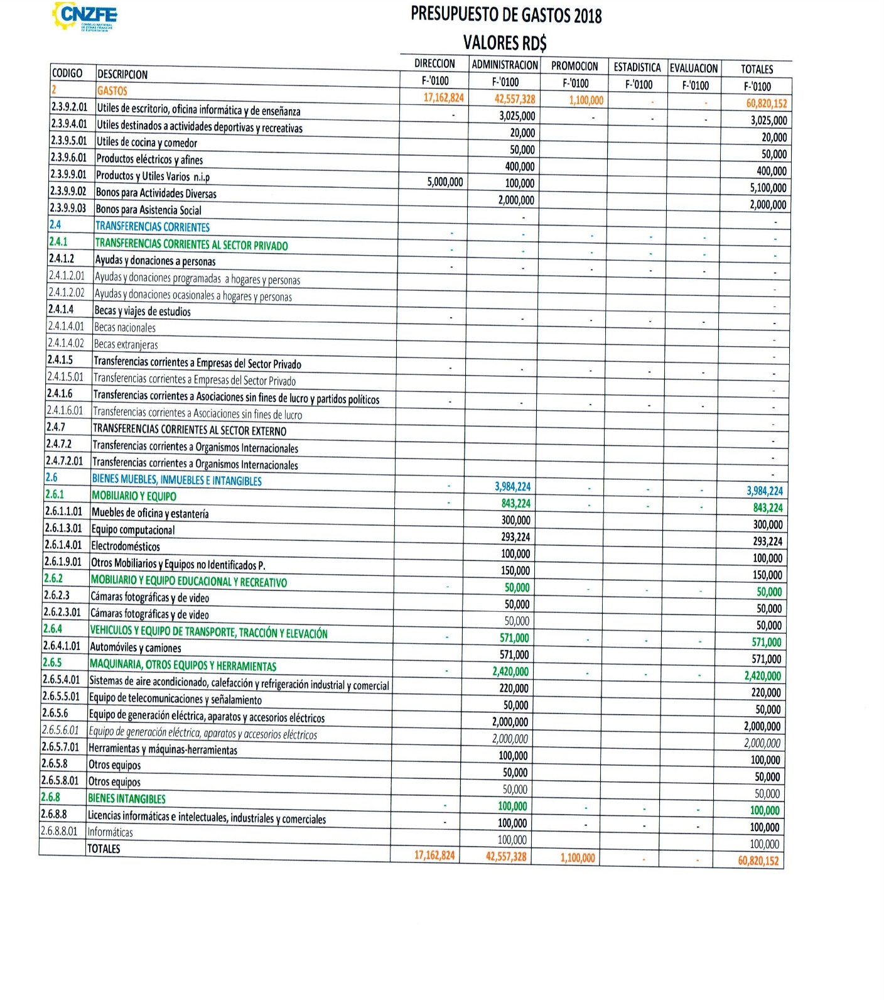 CNZFE
CONSEJO NACIONAL
DE ZONAS FRANCAS
DE EXPORTACION
PRESUPUESTO DE GASTOS 2018
VALORES RD$
DIRECCION ADMINISTRACION PROMOCION ESTADISTICA EVALUACION TOTALES
CODIGO DESCRIPCION F-'0100 F-'0100 F-'0100 F-'0100 F-'0100 F-'0100
2 GASTOS 17,162,824 42,557,328 1,100,000 - - 60,820,152
2.3.9.2.01 Utiles de escritorio, oficina informática y de enseñanza - 3,025,000 - - - 3,025,000
2.3.9.4.01 Utiles destinados a actividades deportivas y recreativas 20,000 20,000
2.3.9.5.01 Utiles de cocina y comedor 50,000 50,000
2.3.9.6.01 Productos eléctricos y afines 400,000 400,000
2.3.9.9.01 Productos y Utiles Varios n.i.p 5,000,000 100,000 5,100,000
2.3.9.9.02 Bonos para Actividades Diversas 2,000,000 2,000,000
2.3.9.9.03 Bonos para Asistencia Social - -
2.4 TRANSFERENCIAS CORRIENTES - - - - - -
2.4.1 TRANSFERENCIAS CORRIENTES AL SECTOR PRIVADO - - - - - -
2.4.1.2 Ayudas y donaciones a personas - - - - - -
2.4.1.2.01 Ayudas y donaciones programadas a hogares y personas -
2.4.1.2.02 Ayudas y donaciones ocasionales a hogares y personas -
2.4.1.4 Becas y viajes de estudios - - - - - -
2.4.1.4.01 Becas nacionales -
2.4.1.4.02 Becas extranjeras -
2.4.1.5 Transferencias corrientes a Empresas del Sector Privado - - - - - -
2.4.1.5.01 Transferencias corrientes a Empresas del Sector Privado -
2.4.1.6 Transferencias corrientes a Asociaciones sin fines de lucro y partidos políticos - - - - - -
2.4.1.6.01 Transferencias corrientes a Asociaciones sin fines de lucro -
2.4.7 TRANSFERENCIAS CORRIENTES AL SECTOR EXTERNO -
2.4.7.2 Transferencias corrientes a Organismos Internacionales -
2.4.7.2.01 Transferencias corrientes a Organismos Internacionales -
2.6 BIENES MUEBLES, INMUEBLES E INTANGIBLES - 3,984,224 - - - 3,984,224
2.6.1 MOBILIARIO Y EQUIPO - 843,224 - - - 843,224
2.6.1.1.01 Muebles de oficina y estantería 300,000 300,000
2.6.1.3.01 Equipo computacional 293,224 293,224
2.6.1.4.01 Electrodomésticos 100,000 100,000
2.6.1.9.01 Otros Mobiliarios y Equipos no Identificados P. 150,000 150,000
2.6.2 MOBILIARIO Y EQUIPO EDUCACIONAL Y RECREATIVO - 50,000 - - - 50,000
2.6.2.3 Cámaras fotográficas y de video 50,000 50,000
2.6.2.3.01 Cámaras fotográficas y de video 50,000 50,000
2.6.4 VEHICULOS Y EQUIPO DE TRANSPORTE, TRACCIÓN Y ELEVACIÓN - 571,000 - - - 571,000
2.6.4.1.01 Automóviles y camiones 571,000 571,000
2.6.5 MAQUINARIA, OTROS EQUIPOS Y HERRAMIENTAS - 2,420,000 - - - 2,420,000
2.6.5.4.01 Sistemas de aire acondicionado, calefacción y refrigeración industrial y comercial 220,000 220,000
2.6.5.5.01 Equipo de telecomunicaciones y señalamiento 50,000 50,000
2.6.5.6 Equipo de generación eléctrica, aparatos y accesorios eléctricos 2,000,000 2,000,000
2.6.5.6.01 Equipo de generación eléctrica, aparatos y accesorios eléctricos 2,000,000 2,000,000
2.6.5.7.01 Herramientas y máquinas-herramientas 100,000 100,000
2.6.5.8 Otros equipos 50,000 50,000
2.6.5.8.01 Otros equipos 50,000 50,000
2.6.8 BIENES INTANGIBLES - 100,000 - - - 100,000
2.6.8.8 Licencias informáticas e intelectuales, industriales y comerciales - 100,000 - - - 100,000
2.6.8.8.01 Informáticas 100,000 100,000
TOTALES 17,162,824 42,557,328 1,100,000 - - 60,820,152